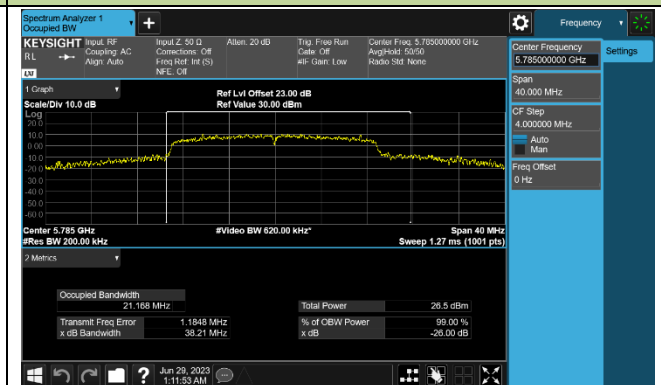 Spectrum Analyzer 1
Occupied BW
+
Frequency
KEYSIGHT
RL
LXI
Input: RF
Coupling: AC
Align: Auto
Input Z: 50 Ω
Corrections: Off
Freq Ref: Int (S)
NFE: Off
Atten: 20 dB
Trig: Free Run
Gate: Off
#IF Gain: Low
Center Freq: 5.785000000 GHz
Avg|Hold: 50/50
Radio Std: None
Center Frequency
5.785000000 GHz
Settings
Span
40.000 MHz
CF Step
4.000000 MHz
Auto
Man
Freq Offset
0 Hz
1 Graph
Scale/Div 10.0 dB
Ref Lvl Offset 23.00 dB
Ref Value 30.00 dBm
Log
20.0
10.0
0.00
-10.0
-20.0
-30.0
-40.0
-50.0
-60.0
Center 5.785 GHz
#Res BW 200.00 kHz
#Video BW 620.00 kHz*
Span 40 MHz
Sweep 1.27 ms (1001 pts)
2 Metrics
Occupied Bandwidth
21.168 MHz
Total Power 26.5 dBm
Transmit Freq Error 1.1848 MHz
% of OBW Power 99.00 %
x dB Bandwidth 38.21 MHz
x dB -26.00 dB
?
Jun 29, 2023
1:11:53 AM